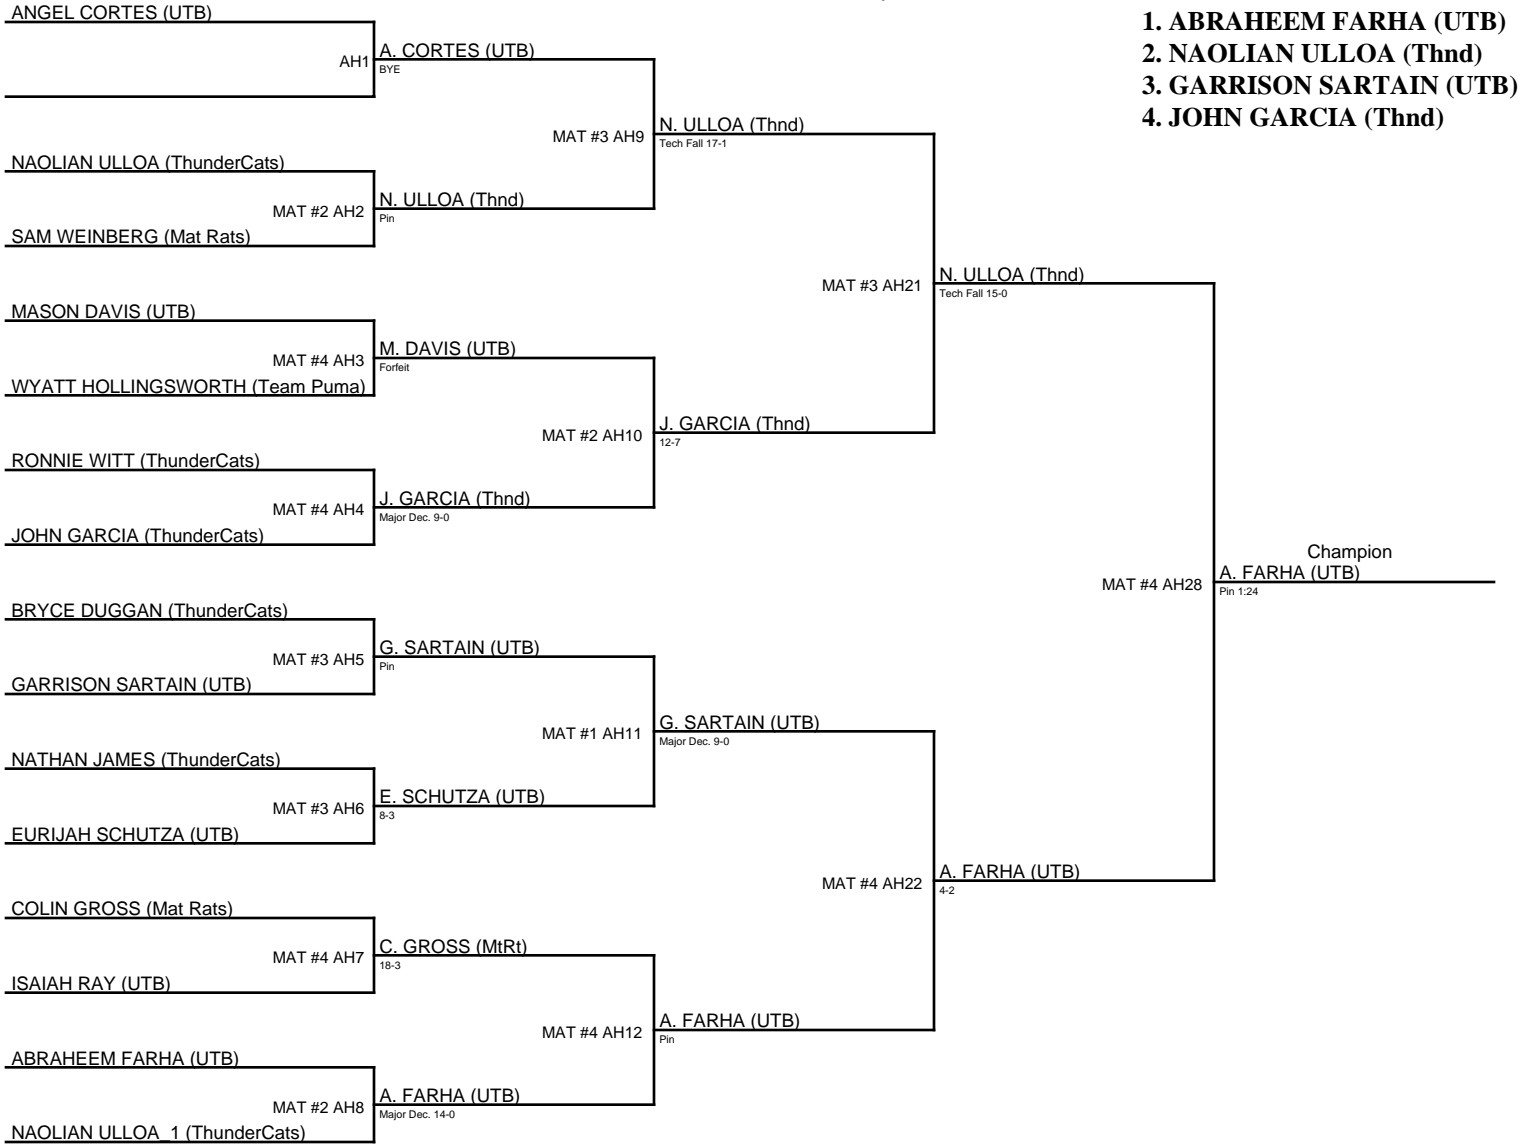 1. ABRAHEEM FARHA (UTB)
2. NAOLIAN ULLOA (Thnd)
3. GARRISON SARTAIN (UTB)
4. JOHN GARCIA (Thnd)
ANGEL CORTES (UTB)
AH1
A. CORTES (UTB)
BYE
MAT #3 AH9
N. ULLOA (Thnd)
Tech Fall 17-1
NAOLIAN ULLOA (ThunderCats)
MAT #2 AH2
N. ULLOA (Thnd)
Pin
SAM WEINBERG (Mat Rats)
MAT #3 AH21
N. ULLOA (Thnd)
Tech Fall 15-0
MASON DAVIS (UTB)
MAT #4 AH3
M. DAVIS (UTB)
Forfeit
WYATT HOLLINGSWORTH (Team Puma)
MAT #2 AH10
J. GARCIA (Thnd)
12-7
RONNIE WITT (ThunderCats)
MAT #4 AH4
J. GARCIA (Thnd)
Major Dec. 9-0
JOHN GARCIA (ThunderCats)
Champion
MAT #4 AH28
A. FARHA (UTB)
Pin 1:24
BRYCE DUGGAN (ThunderCats)
MAT #3 AH5
G. SARTAIN (UTB)
Pin
GARRISON SARTAIN (UTB)
MAT #1 AH11
G. SARTAIN (UTB)
Major Dec. 9-0
NATHAN JAMES (ThunderCats)
MAT #3 AH6
E. SCHUTZA (UTB)
8-3
EURIJAH SCHUTZA (UTB)
MAT #4 AH22
A. FARHA (UTB)
4-2
COLIN GROSS (Mat Rats)
MAT #4 AH7
C. GROSS (MtRt)
18-3
ISAIAH RAY (UTB)
MAT #4 AH12
A. FARHA (UTB)
Pin
ABRAHEEM FARHA (UTB)
MAT #2 AH8
A. FARHA (UTB)
Major Dec. 14-0
NAOLIAN ULLOA_1 (ThunderCats)